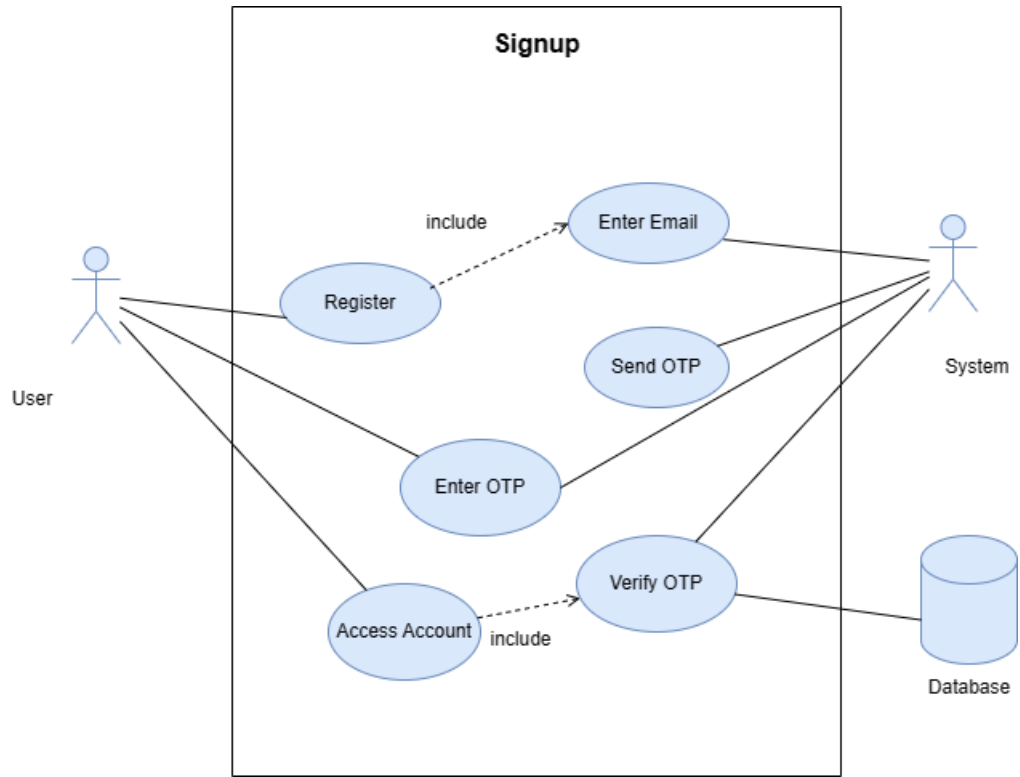 Signup
include
Enter Email
Register
Send OTP
System
User
Enter OTP
Verify OTP
Access Account
include
Database